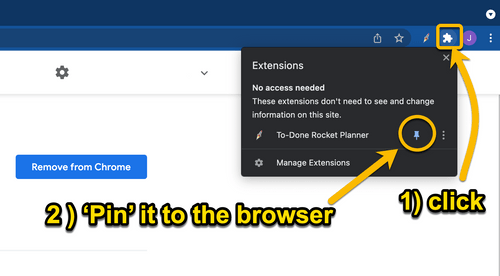 J
Extensions
No access needed
These extensions don't need to see and change
information on this site.
To-Done Rocket Planner
Manage Extensions
Remove from Chrome
1) click
2 ) ‘Pin’ it to the browser